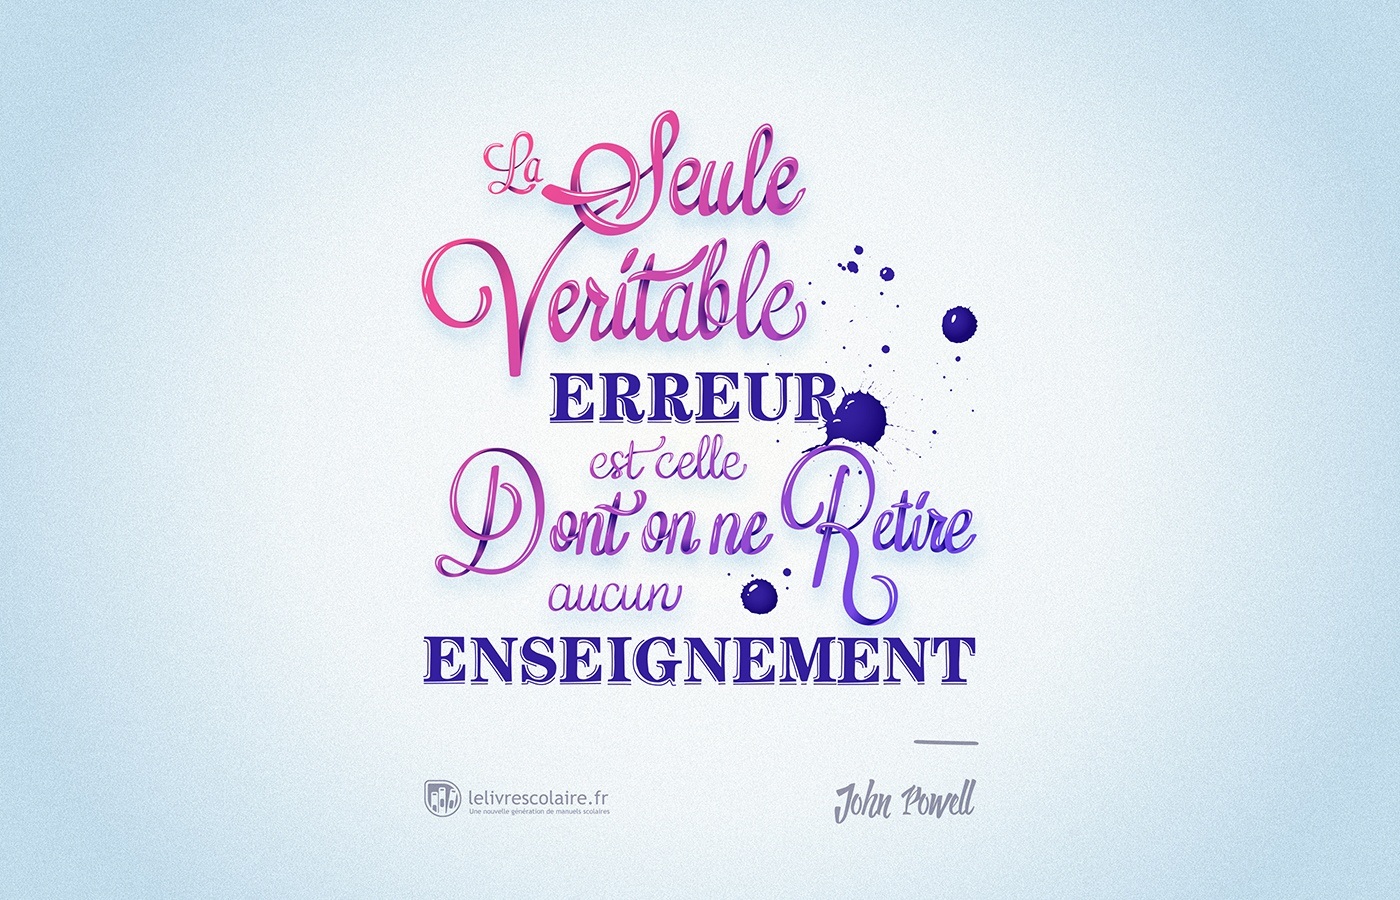 La Seule
Veritable
ERREUR
est celle
Dont on ne Retire
aucun
ENSEIGNEMENT
lelivrescolaire.fr
Une nouvelle génération de manuels scolaires
John Powell